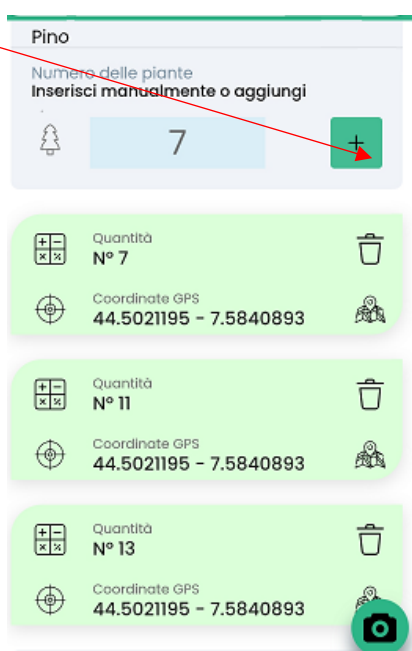 Pino
Numero delle piante
Inserisci manualmente o aggiungi
7
+
Quantità
N° 7
Coordinate GPS
44.5021195 - 7.5840893
Quantità
N° 11
Coordinate GPS
44.5021195 - 7.5840893
Quantità
N° 13
Coordinate GPS
44.5021195 - 7.5840893